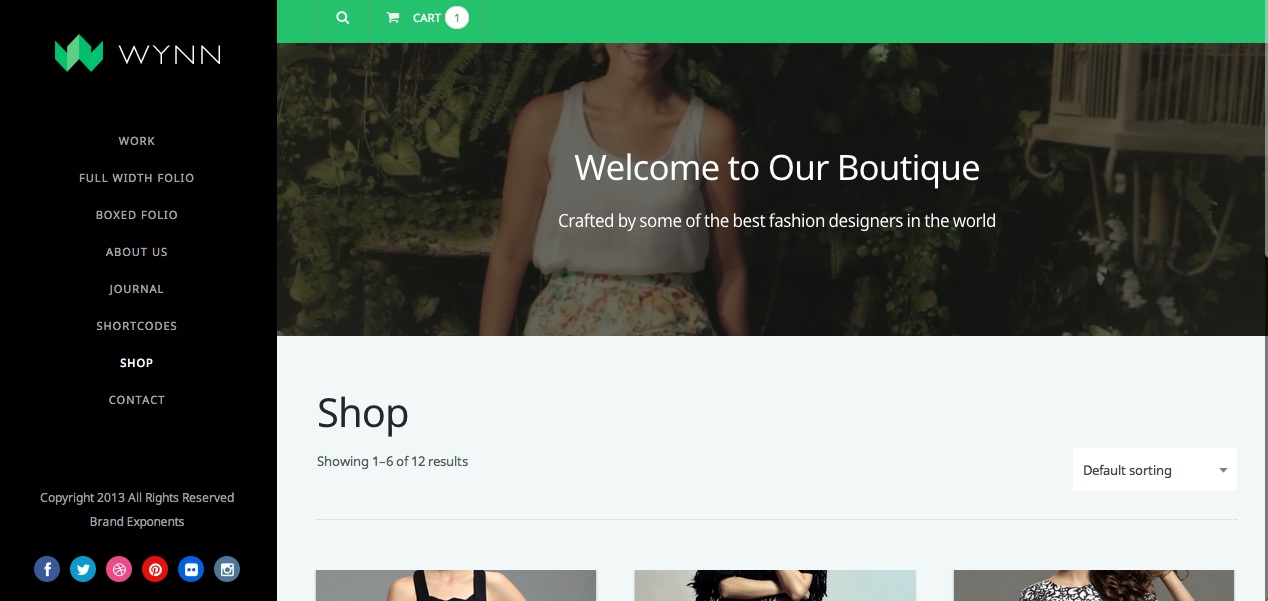 WYNN
WORK
FULL WIDTH FOLIO
BOXED FOLIO
ABOUT US
JOURNAL
SHORTCODES
SHOP
CONTACT
Copyright 2013 All Rights Reserved
Brand Exponents
CART 1
Welcome to Our Boutique
Crafted by some of the best fashion designers in the world
Shop
Showing 1–6 of 12 results
Default sorting